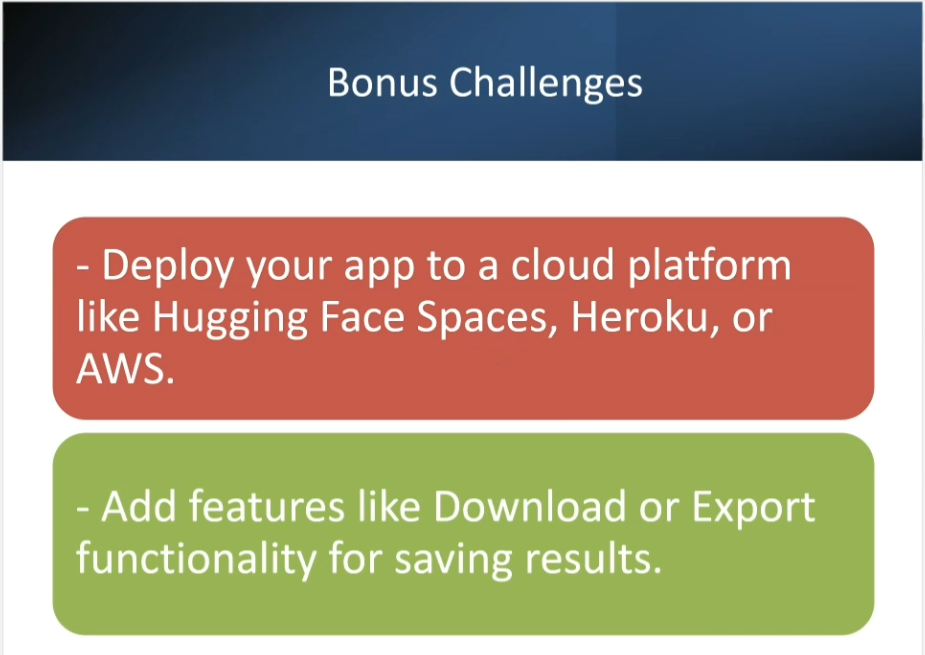 Bonus Challenges
- Deploy your app to a cloud platform
like Hugging Face Spaces, Heroku, or
AWS.
- Add features like Download or Export
functionality for saving results.